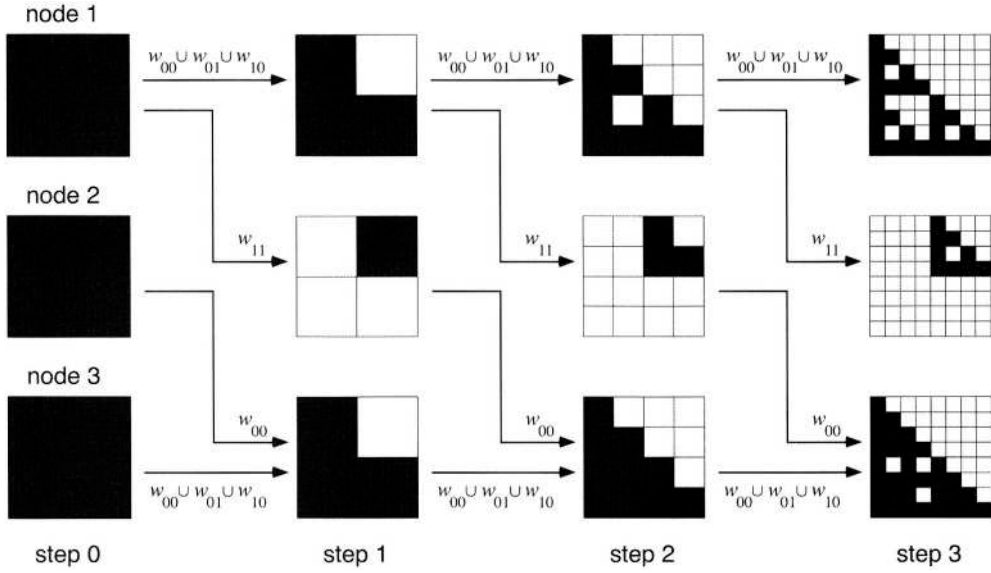 node 1
w00 ∪ w01 ∪ w10
w00 ∪ w01 ∪ w10
w00 ∪ w01 ∪ w10
node 2
w11
w11
w11
node 3
w00
w00
w00
w00 ∪ w01 ∪ w10
w00 ∪ w01 ∪ w10
w00 ∪ w01 ∪ w10
step 0
step 1
step 2
step 3